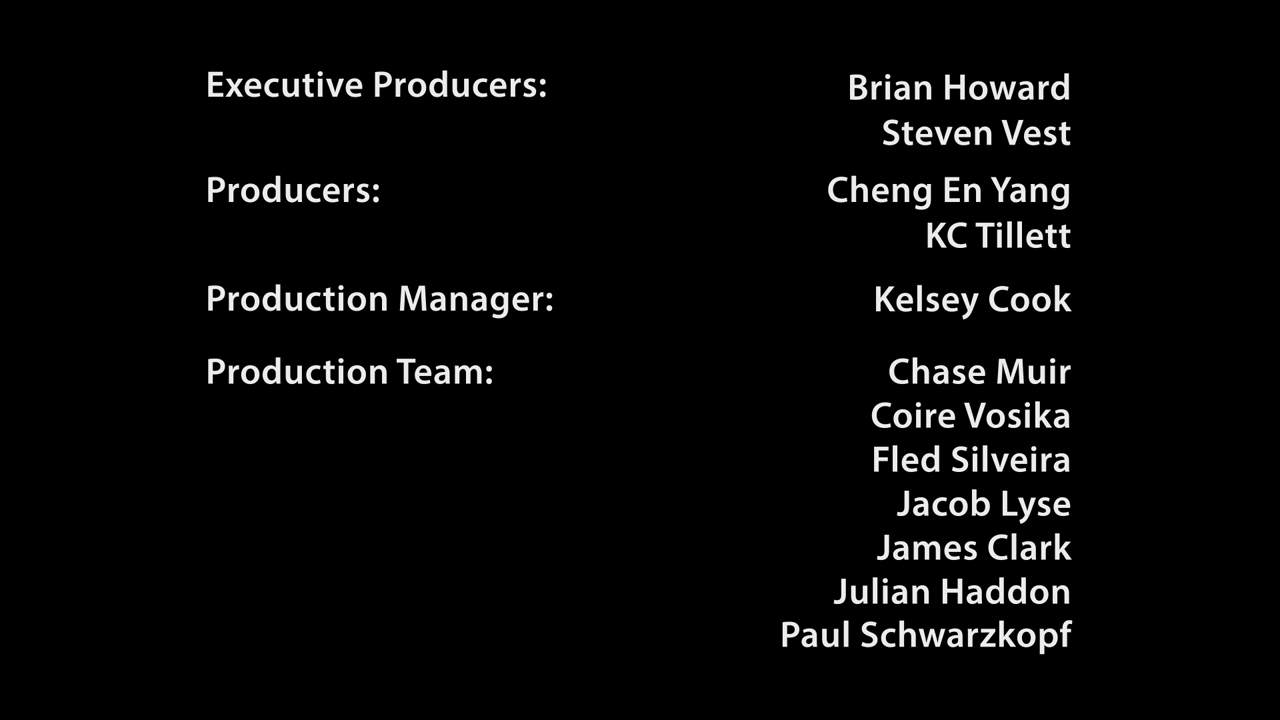 Executive Producers: Brian Howard
Steven Vest
Producers: Cheng En Yang
KC Tillett
Production Manager: Kelsey Cook
Production Team: Chase Muir
Coire Vosika
Fled Silveira
Jacob Lyse
James Clark
Julian Haddon
Paul Schwarzkopf